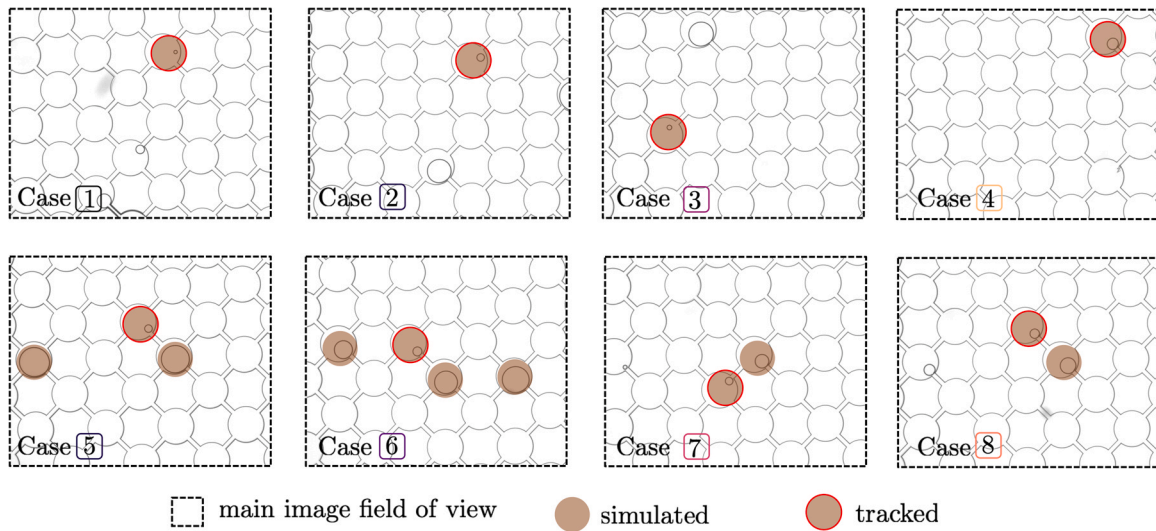 Case 1
Case 2
Case 3
Case 4
Case 5
Case 6
Case 7
Case 8
main image field of view
simulated
tracked